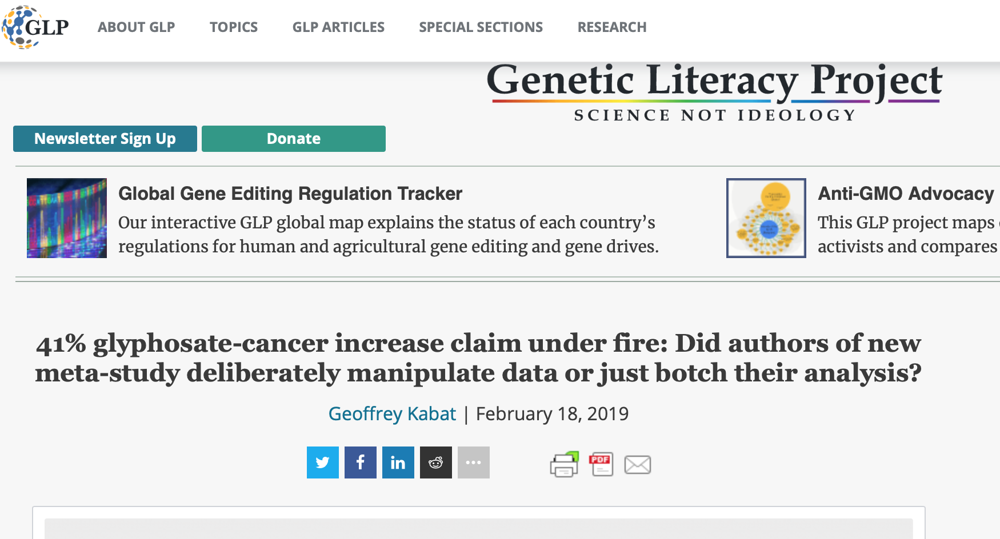 GLP
ABOUT GLP
TOPICS
GLP ARTICLES
SPECIAL SECTIONS
RESEARCH
Genetic Literacy Project
SCIENCE NOT IDEOLOGY
Newsletter Sign Up
Donate
Global Gene Editing Regulation Tracker
Our interactive GLP global map explains the status of each country’s
regulations for human and agricultural gene editing and gene drives.
Anti-GMO Advocacy
This GLP project maps
activists and compares
41% glyphosate-cancer increase claim under fire: Did authors of new
meta-study deliberately manipulate data or just botch their analysis?
Geoffrey Kabat | February 18, 2019
PDF